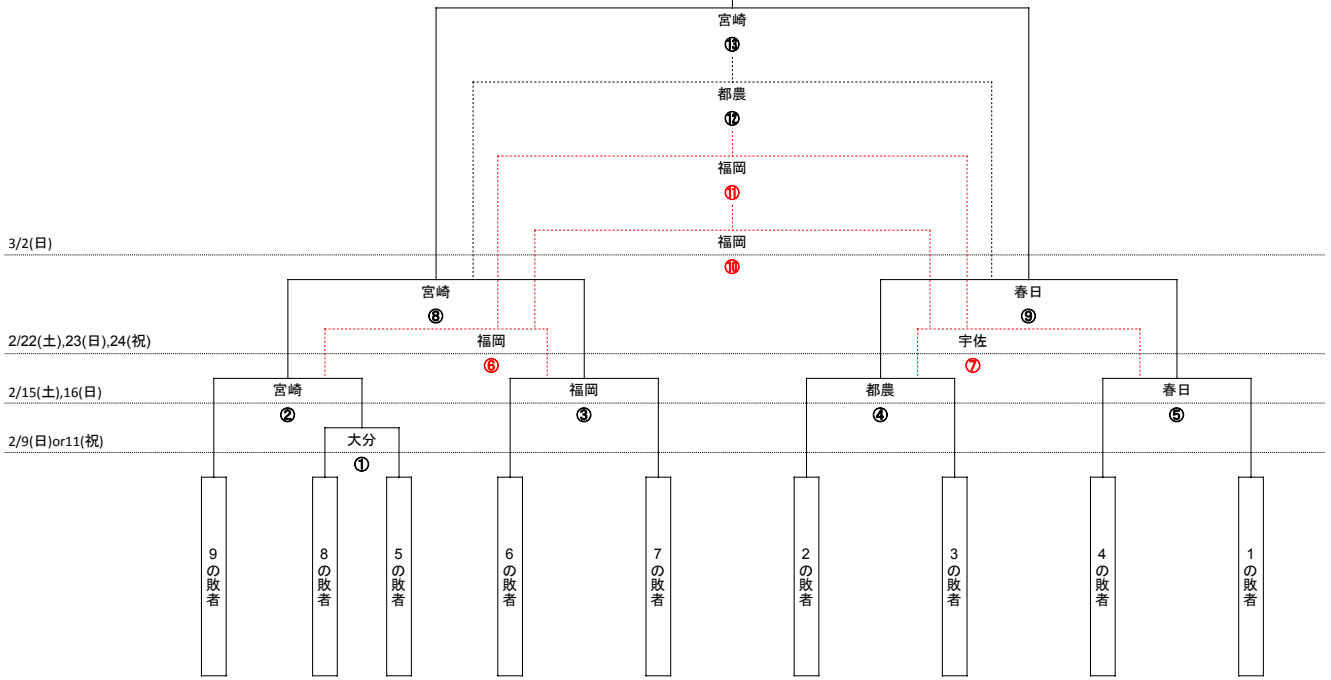 宮崎
⑬
都農
⑫
福岡
⑪
3/2(日)
福岡
⑩
宮崎
春日
⑧
⑨
2/22(土),23(日),24(祝)
福岡
宇佐
⑥
⑦
2/15(土),16(日)
宮崎
福岡
都農
春日
②
③
④
⑤
2/9(日)or11(祝)
大分
①
9の敗者
8の敗者
5の敗者
6の敗者
7の敗者
2の敗者
3の敗者
4の敗者
1の敗者